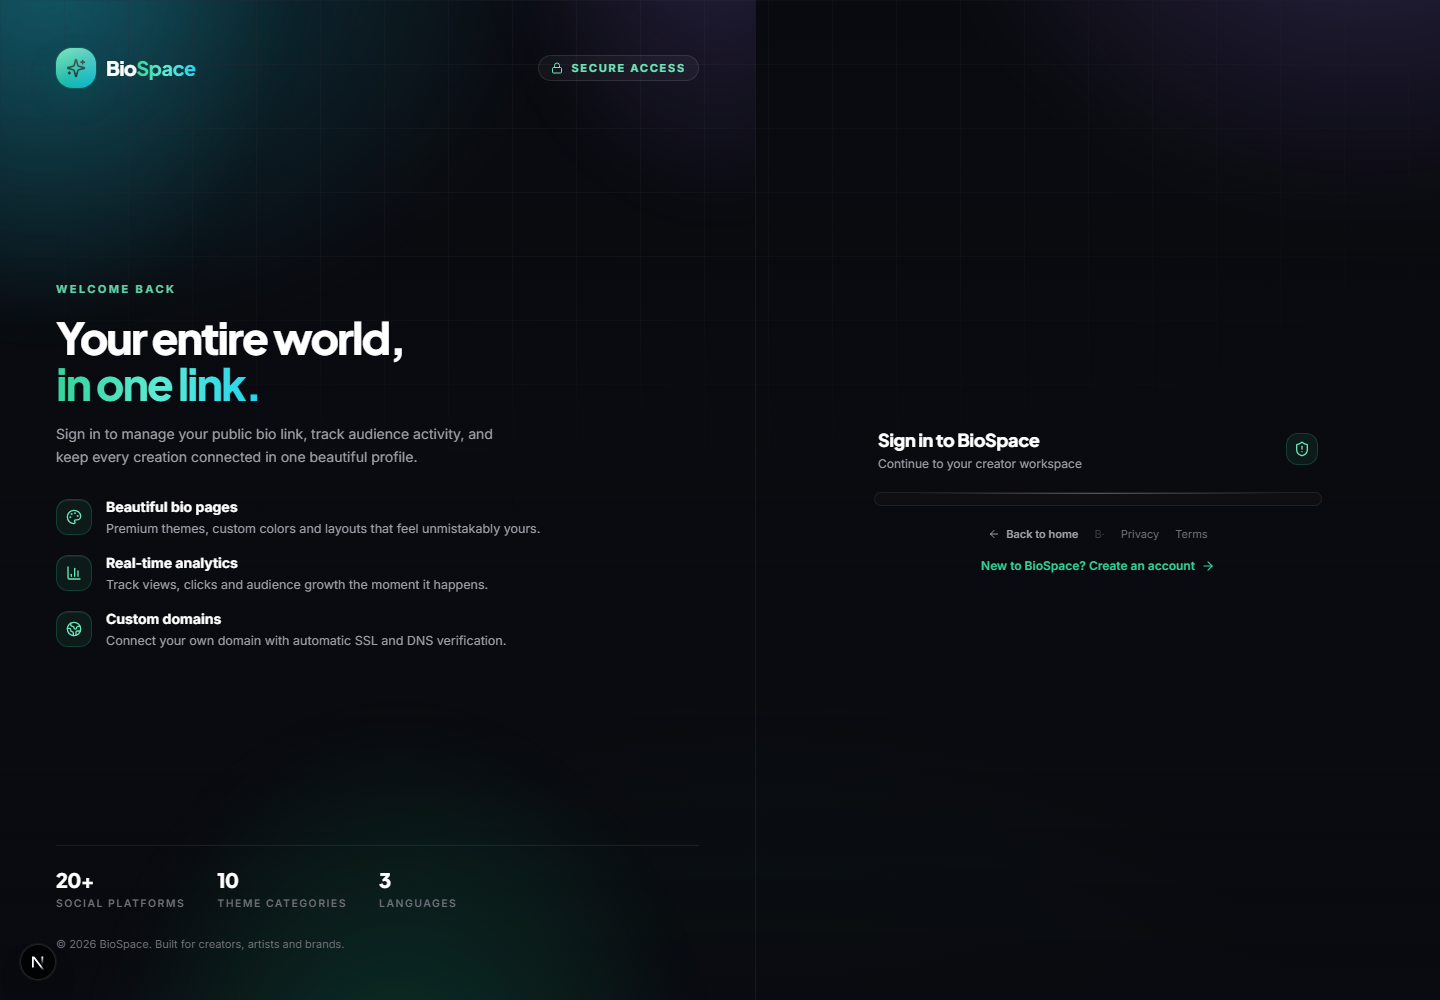 BioSpace
SECURE ACCESS
WELCOME BACK
Your entire world,
in one link.
Sign in to manage your public bio link, track audience activity, and
keep every creation connected in one beautiful profile.
Beautiful bio pages
Premium themes, custom colors and layouts that feel unmistakably yours.
Real-time analytics
Track views, clicks and audience growth the moment it happens.
Custom domains
Connect your own domain with automatic SSL and DNS verification.
20+
SOCIAL PLATFORMS
10
THEME CATEGORIES
3
LANGUAGES
© 2026 BioSpace. Built for creators, artists and brands.
N
Sign in to BioSpace
Continue to your creator workspace
Back to home Privacy Terms
New to BioSpace? Create an account